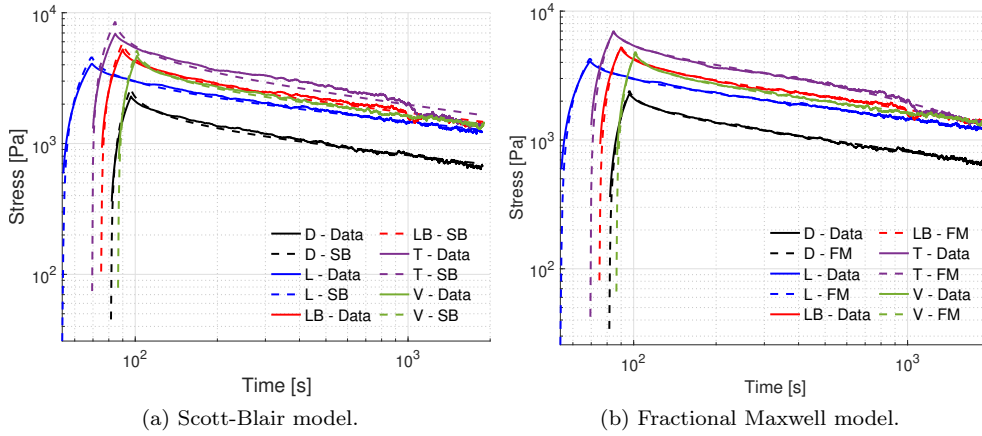 10^4
10^3
10^2
Stress [Pa]
D - Data
D - SB
L - Data
L - SB
LB - Data
LB - SB
T - Data
T - SB
V - Data
V - SB
10^2
10^3
Time [s]
(a) Scott-Blair model.
10^4
10^3
10^2
Stress [Pa]
D - Data
D - FM
L - Data
L - FM
LB - Data
LB - FM
T - Data
T - FM
V - Data
V - FM
10^2
10^3
Time [s]
(b) Fractional Maxwell model.